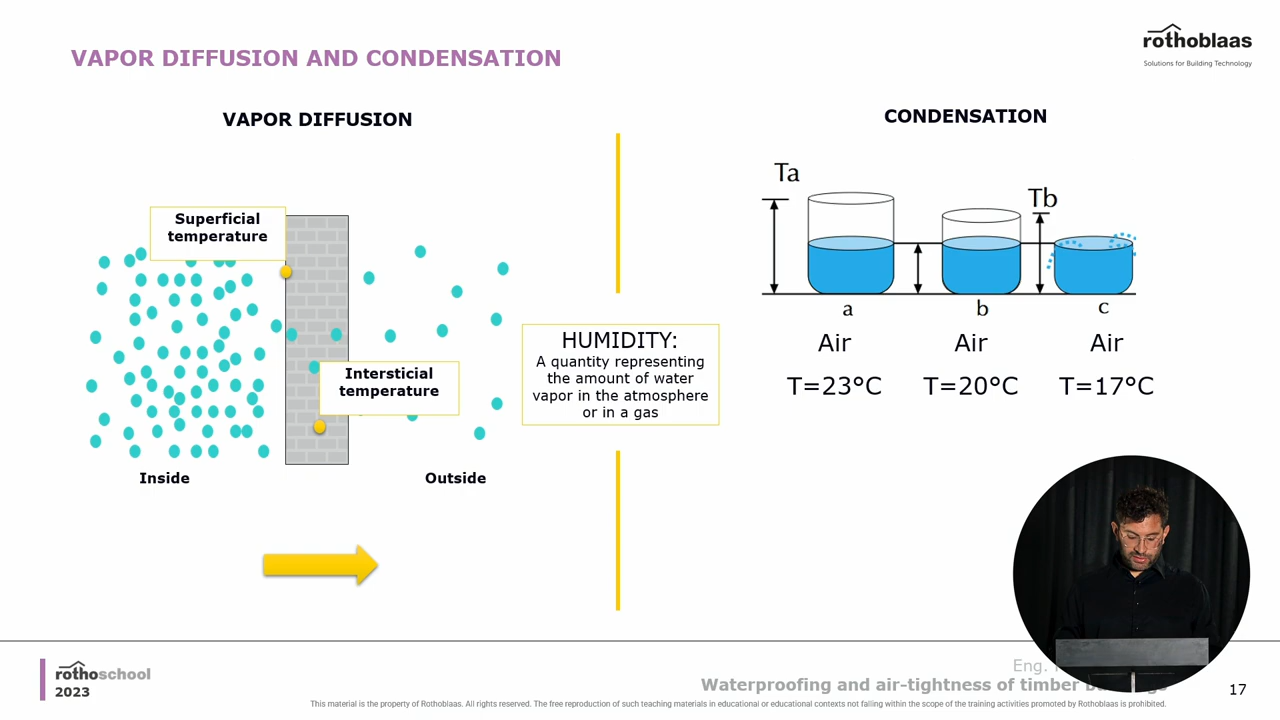 VAPOR DIFFUSION AND CONDENSATION
rothoblaas
Solutions for Building Technology
VAPOR DIFFUSION
Superficial
temperature
Intersticial
temperature
Inside
Outside
HUMIDITY:
A quantity representing
the amount of water
vapor in the atmosphere
or in a gas
CONDENSATION
Ta
Tb
a
b
c
Air
Air
Air
T=23°C
T=20°C
T=17°C
rothoschool
2023
Eng.
Waterproofing and air-tightness of timber
17
This material is the property of Rothoblaas. All rights reserved. The free reproduction of such teaching materials in educational or educational contexts not falling within the scope of the training activities promoted by Rothoblaas is prohibited.